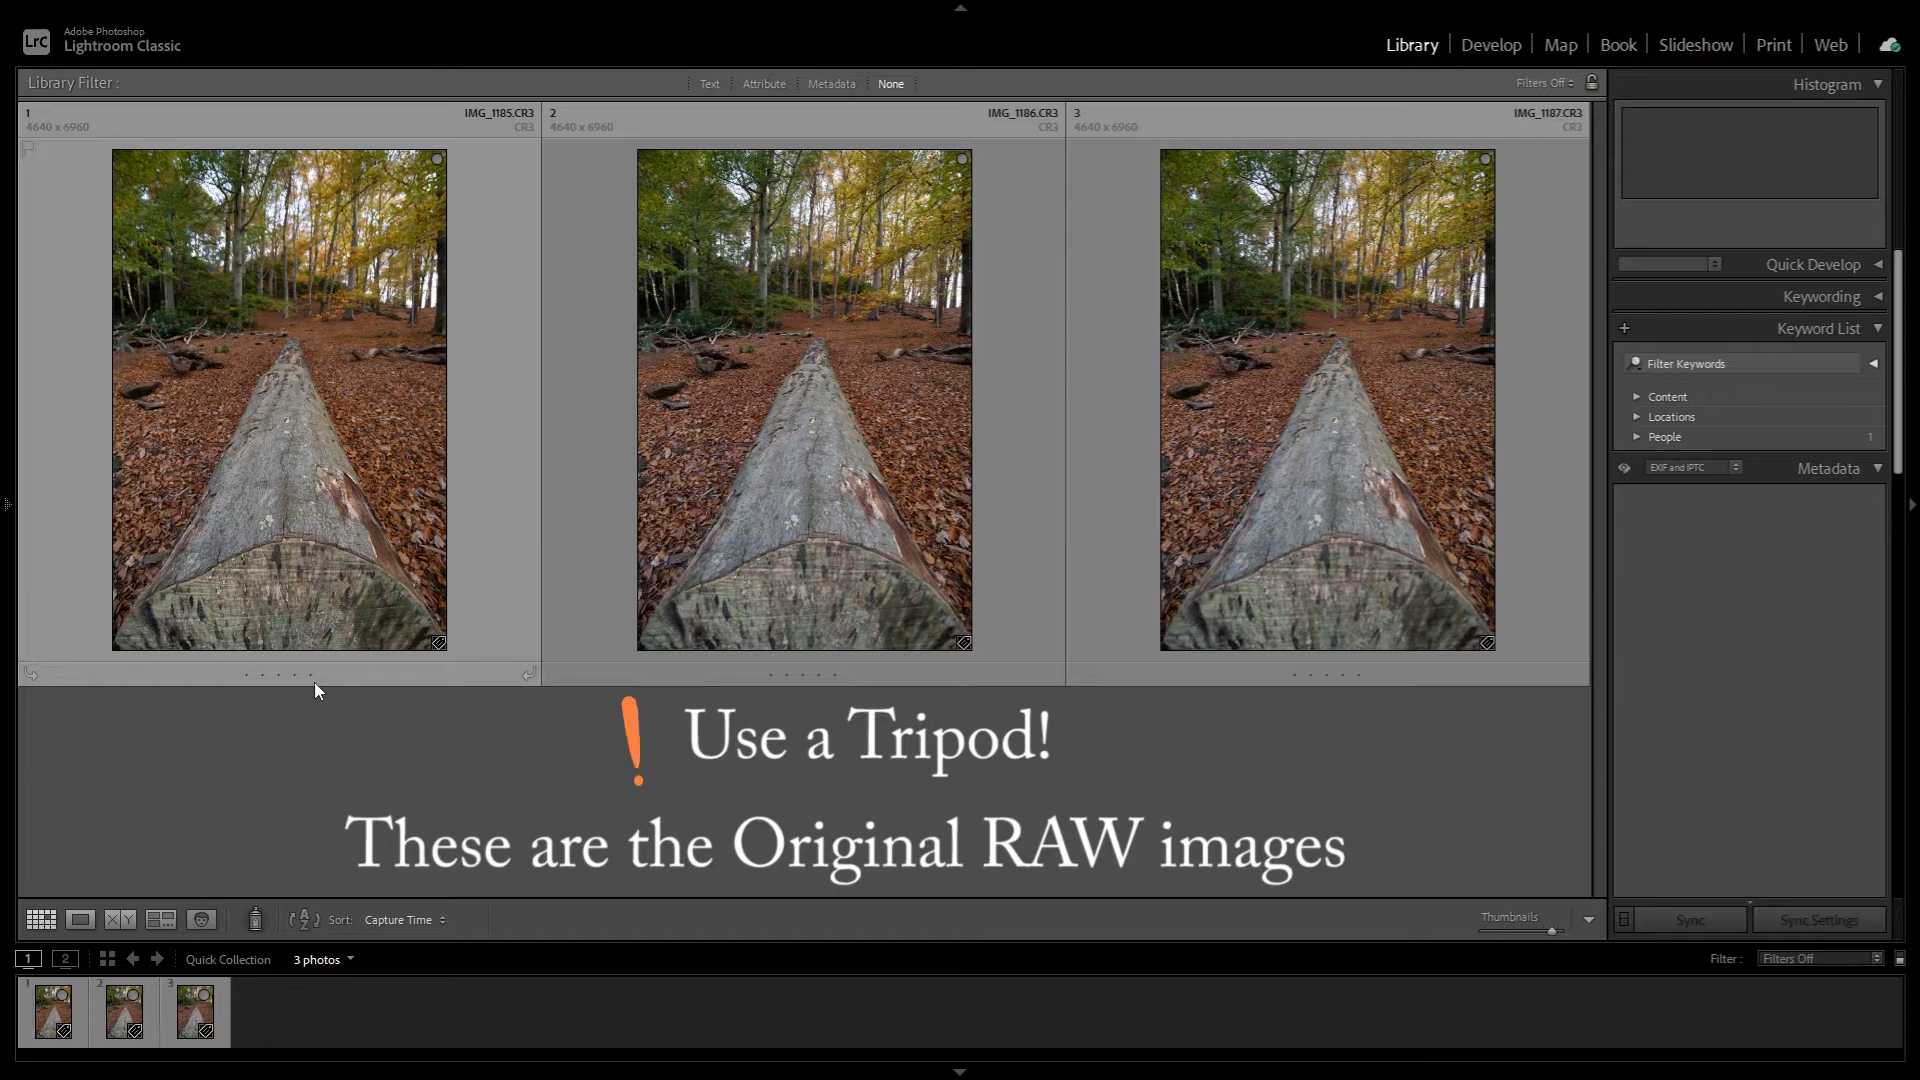 LrC
Adobe Photoshop
Lightroom Classic
Library
Develop
Map
Book
Slideshow
Print
Web
Library Filter :
Text
Attribute
Metadata
None
Filters Off
Histogram
1
4640 x 6960
IMG_1185.CR3
CR3
2
4640 x 6960
IMG_1186.CR3
CR3
3
4640 x 6960
IMG_1187.CR3
CR3
Quick Develop
Keywording
Keyword List
Filter Keywords
Content
Locations
People 1
EXIF and IPTC
Metadata
! Use a Tripod!
These are the Original RAW images
X Y
Sort: Capture Time
Thumbnails
Sync
Sync Settings
1
2
Quick Collection
3 photos
Filter :
Filters Off
1
2
3